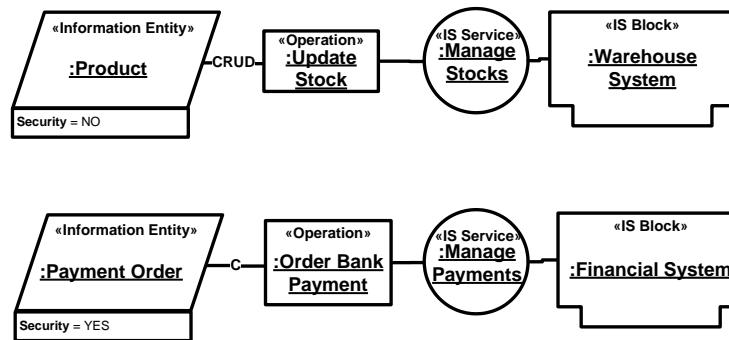 «Information Entity»
:Product
Security = NO
CRUD
«Operation»
:Update
Stock
«IS Service»
:Manage
Stocks
«IS Block»
:Warehouse
System
«Information Entity»
:Payment Order
Security = YES
C
«Operation»
:Order Bank
Payment
«IS Service»
:Manage
Payments
«IS Block»
:Financial System